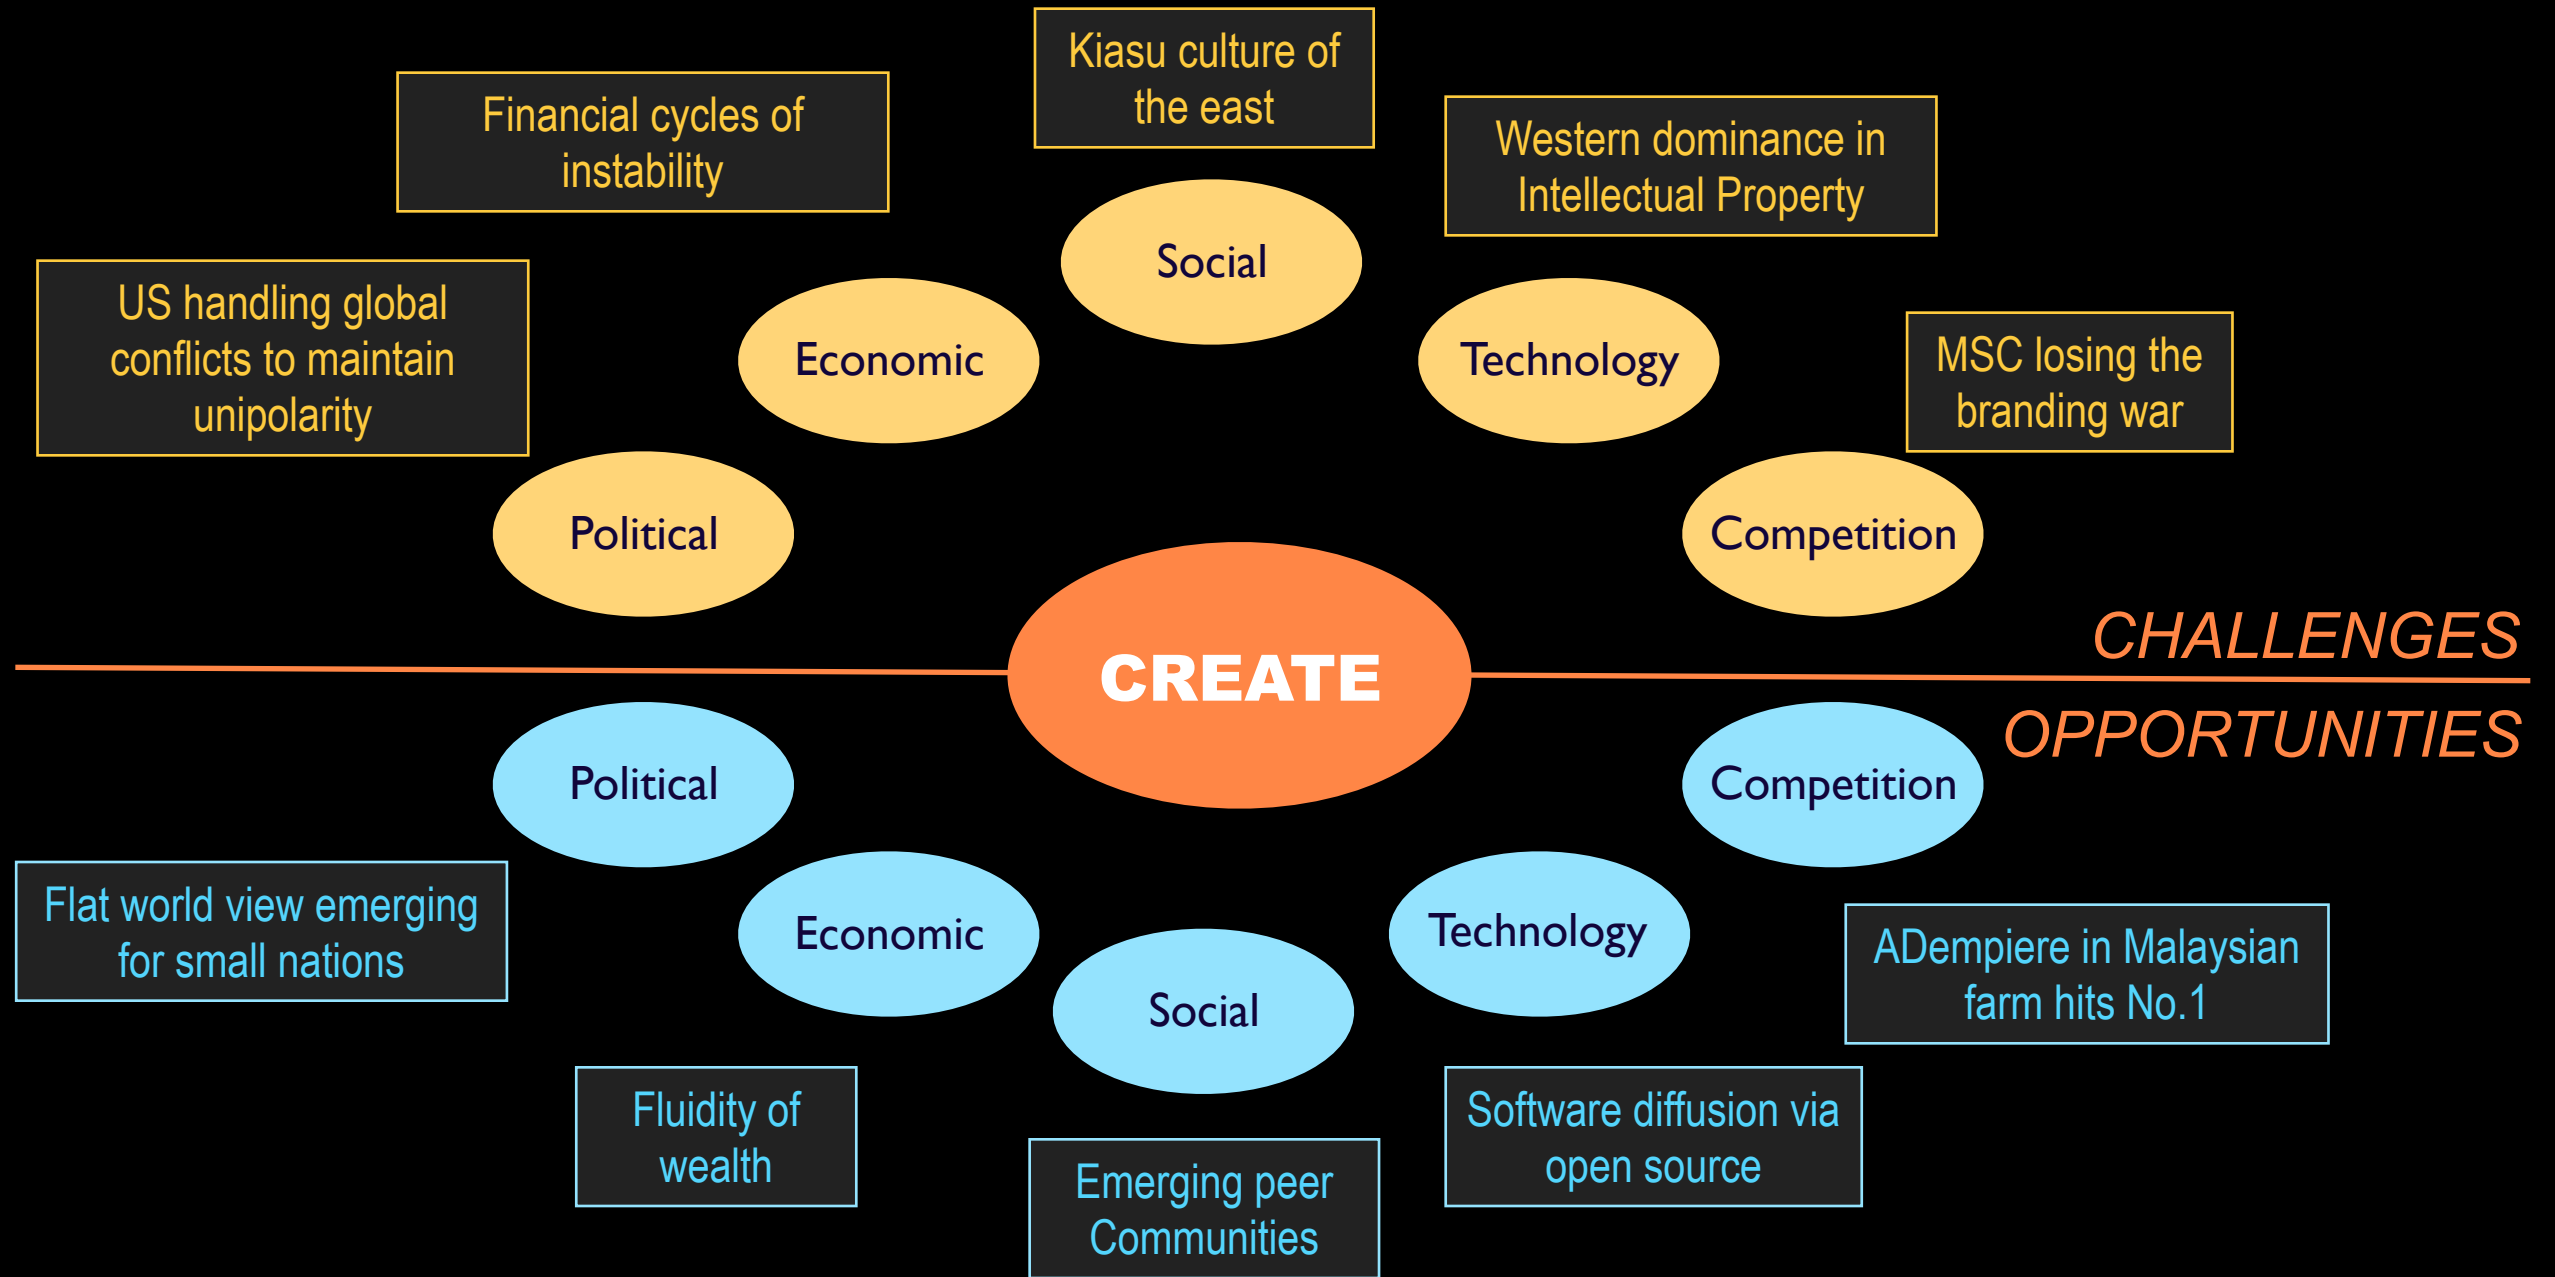 Kiasu culture of
the east
Financial cycles of
instability
Western dominance in
Intellectual Property
Social
US handling global
conflicts to maintain
unipolarity
Economic
Technology
MSC losing the
branding war
Political
Competition
CHALLENGES
CREATE
OPPORTUNITIES
Political
Competition
Flat world view emerging
for small nations
Economic
Technology
ADempiere in Malaysian
farm hits No.1
Social
Fluidity of
wealth
Software diffusion via
open source
Emerging peer
Communities